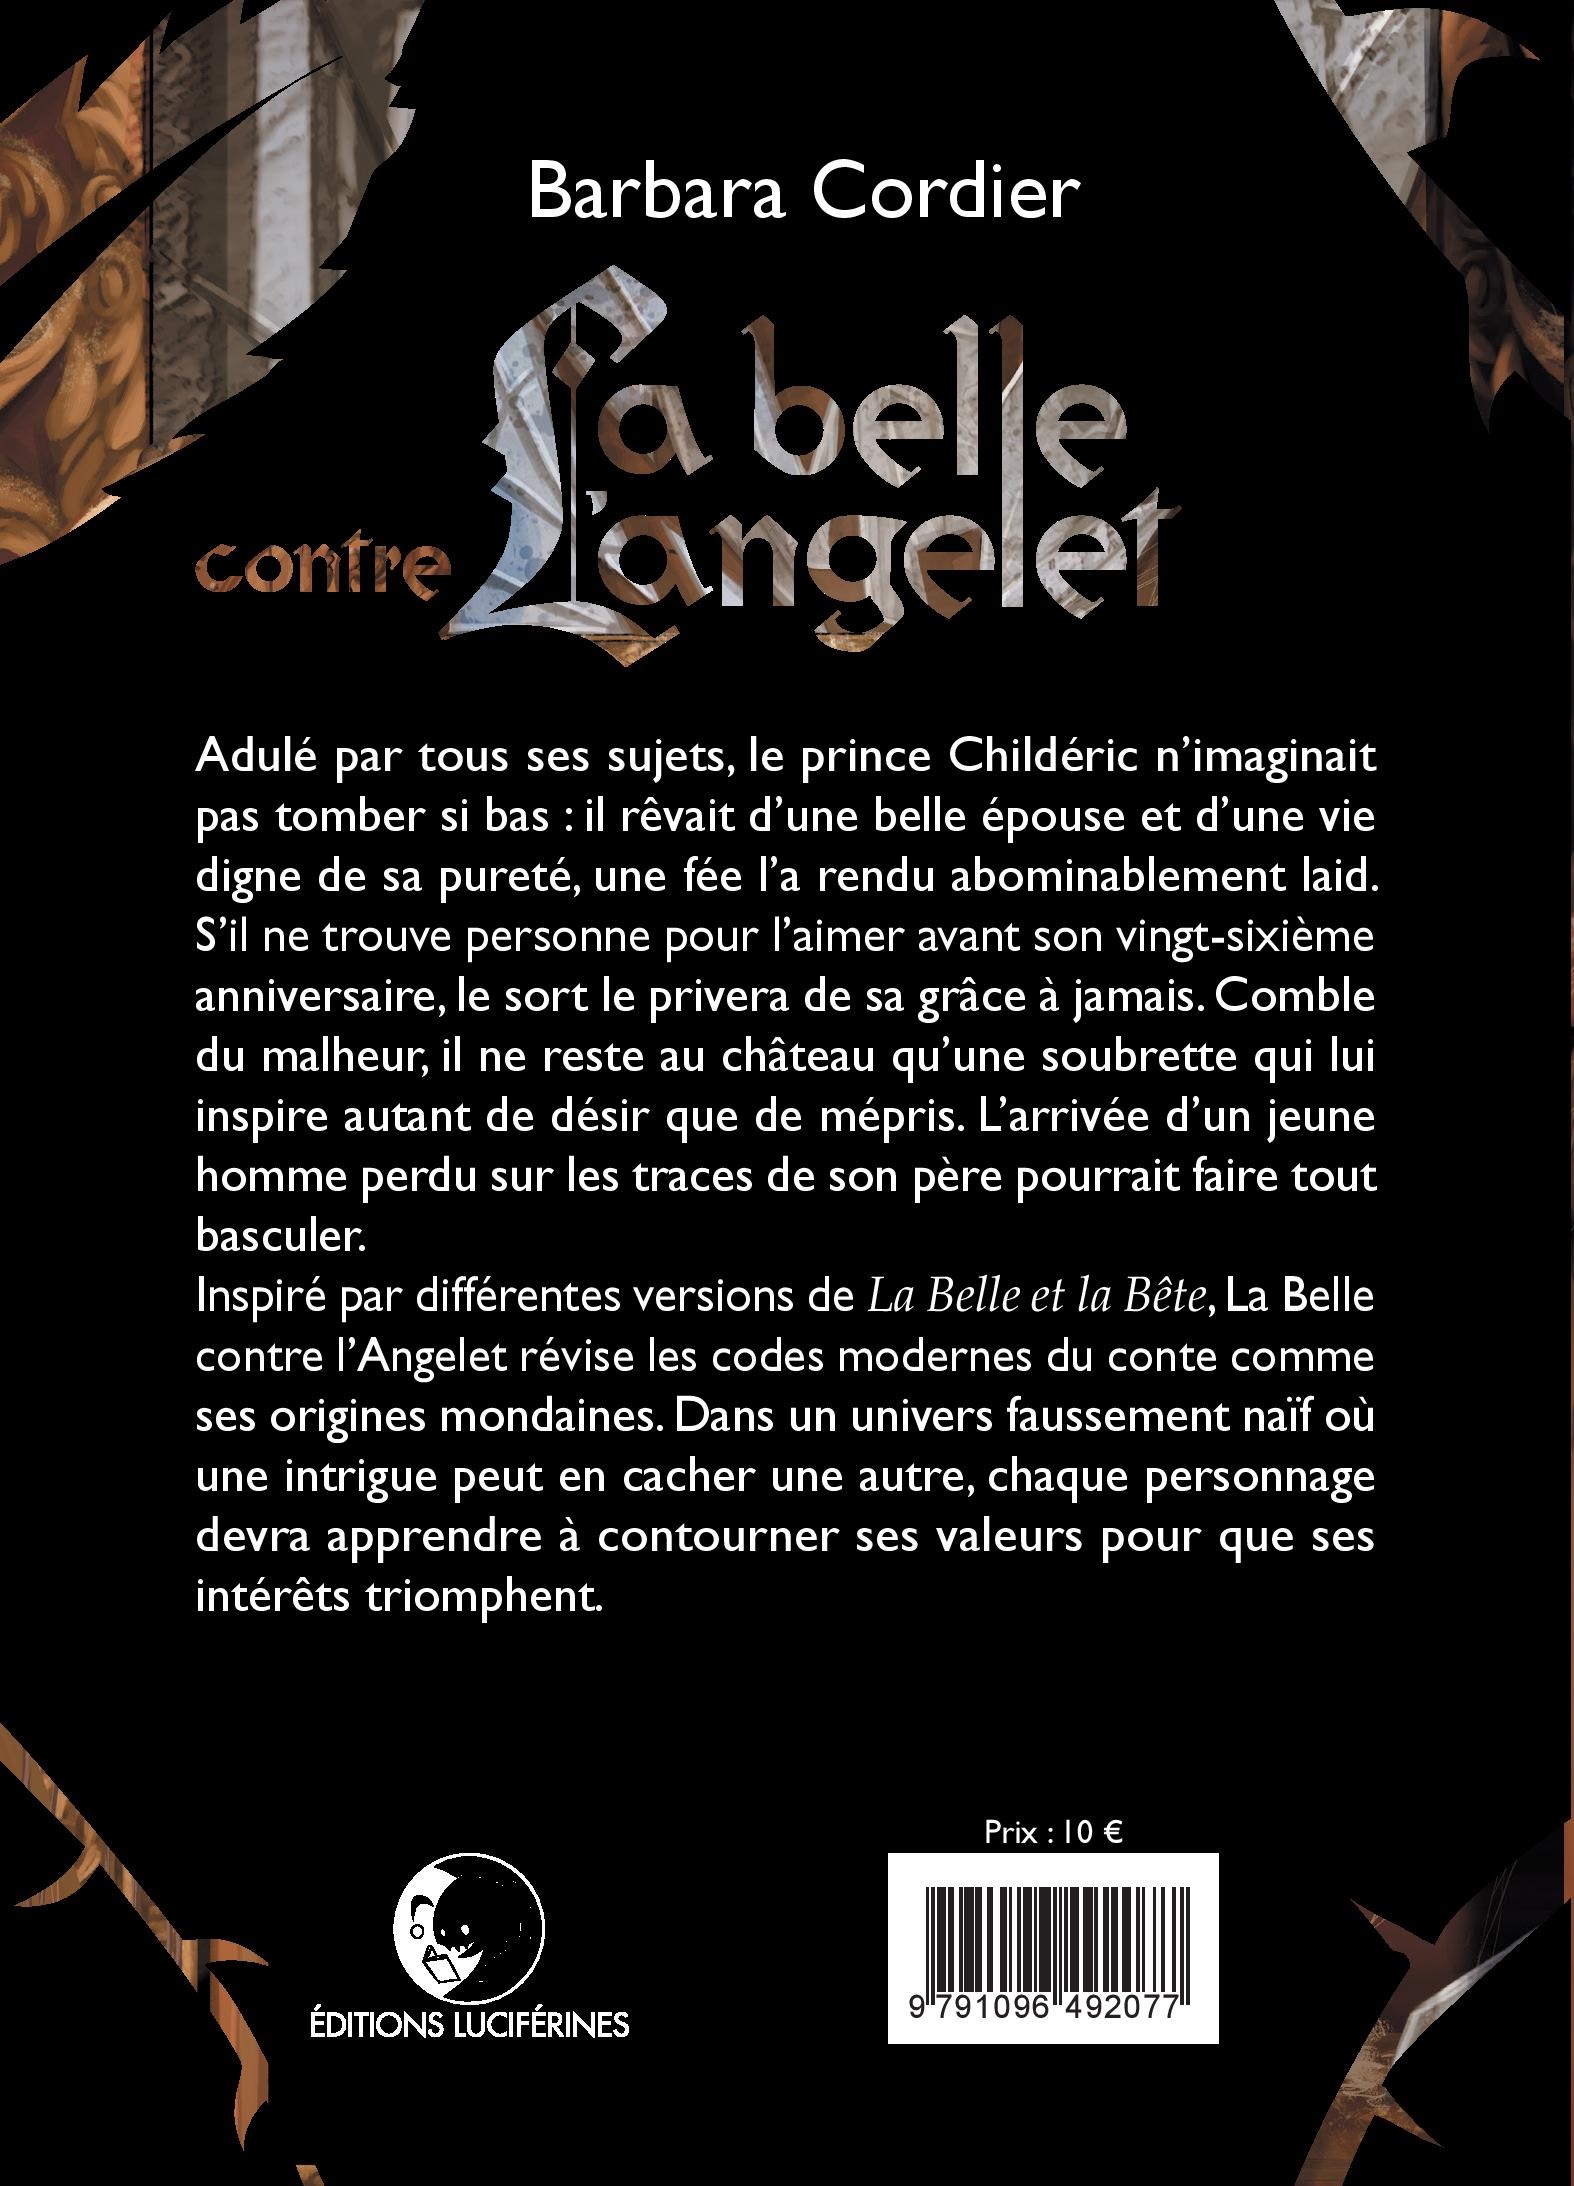 Barbara Cordier
La belle
contre L'angelet
Adulé par tous ses sujets, le prince Childéric n’imaginait
pas tomber si bas : il rêvait d’une belle épouse et d’une vie
digne de sa pureté, une fée l’a rendu abominablement laid.
S’il ne trouve personne pour l’aimer avant son vingt-sixième
anniversaire, le sort le privera de sa grâce à jamais. Comble
du malheur, il ne reste au château qu’une soubrette qui lui
inspire autant de désir que de mépris. L’arrivée d’un jeune
homme perdu sur les traces de son père pourrait faire tout
basculer.
Inspiré par différentes versions de La Belle et la Bête, La Belle
contre l’Angelet révise les codes modernes du conte comme
ses origines mondaines. Dans un univers faussement naïf où
une intrigue peut en cacher une autre, chaque personnage
devra apprendre à contourner ses valeurs pour que ses
intérêts triomphent.
Prix : 10 €
9 791096 492077
ÉDITIONS LUCIFÉRINES